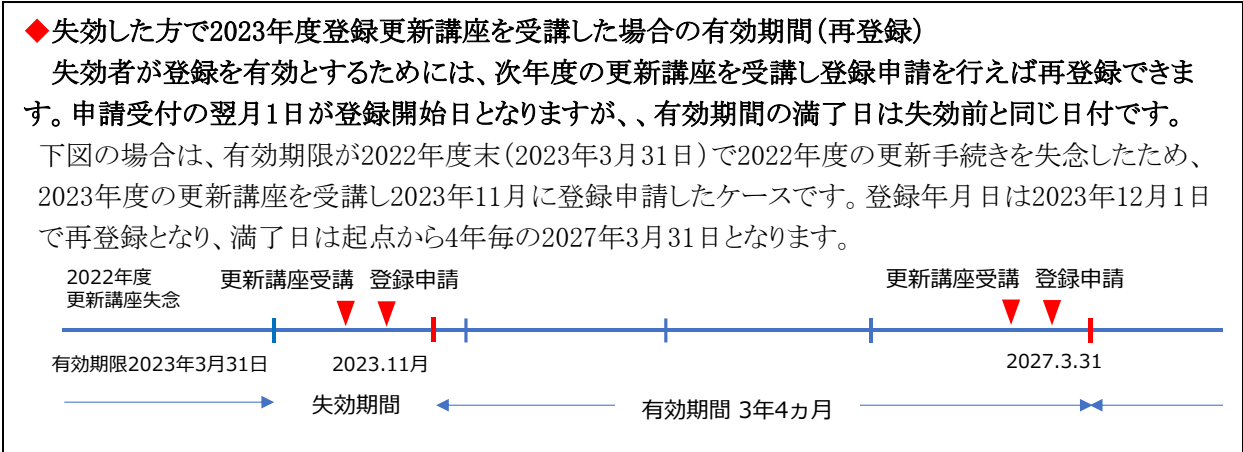 ◆失効した方で2023年度登録更新講座を受講した場合の有効期間(再登録)
失効者が登録を有効とするためには、次年度の更新講座を受講し登録申請を行えば再登録できま
す。申請受付の翌月1日が登録開始日となりますが、、有効期間の満了日は失効前と同じ日付です。
下図の場合は、有効期限が2022年度末(2023年3月31日)で2022年度の更新手続きを失念したため、
2023年度の更新講座を受講し2023年11月に登録申請したケースです。登録年月日は2023年12月1日
で再登録となり、満了日は起点から4年毎の2027年3月31日となります。
2022年度
更新講座失念
更新講座受講 登録申請
更新講座受講 登録申請
有効期限2023年3月31日
2023.11月
2027.3.31
失効期間
有効期間 3年4ヵ月